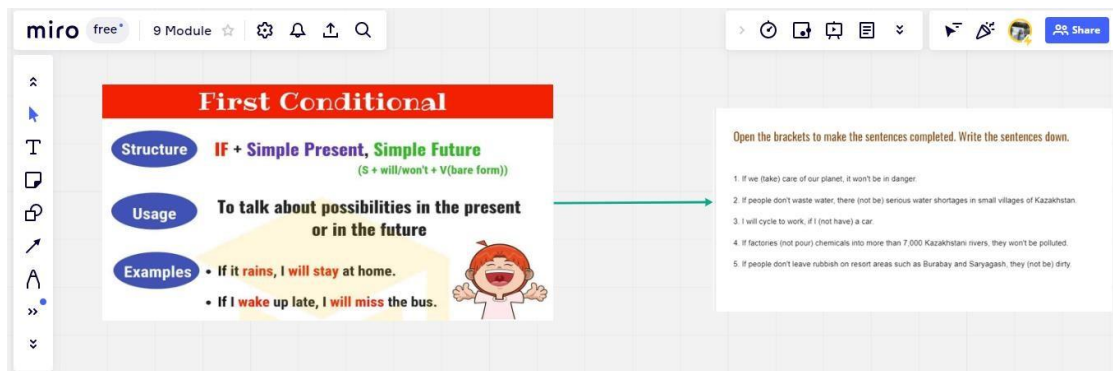 miro free 9 Module
Share
First Conditional
Structure IF + Simple Present, Simple Future
(S + will/won't + V(bare form))
Usage To talk about possibilities in the present
or in the future
Examples • If it rains, I will stay at home.
• If I wake up late, I will miss the bus.
Open the brackets to make the sentences completed. Write the sentences down.
1. If we (take) care of our planet, it won't be in danger.
2. If people don't waste water, there (not be) serious water shortages in small villages of Kazakhstan.
3. I will cycle to work, if I (not have) a car.
4. If factories (not pour) chemicals into more than 7,000 Kazakhstani rivers, they won't be polluted.
5. If people don't leave rubbish on resort areas such as Burabay and Saryagash, they (not be) dirty.